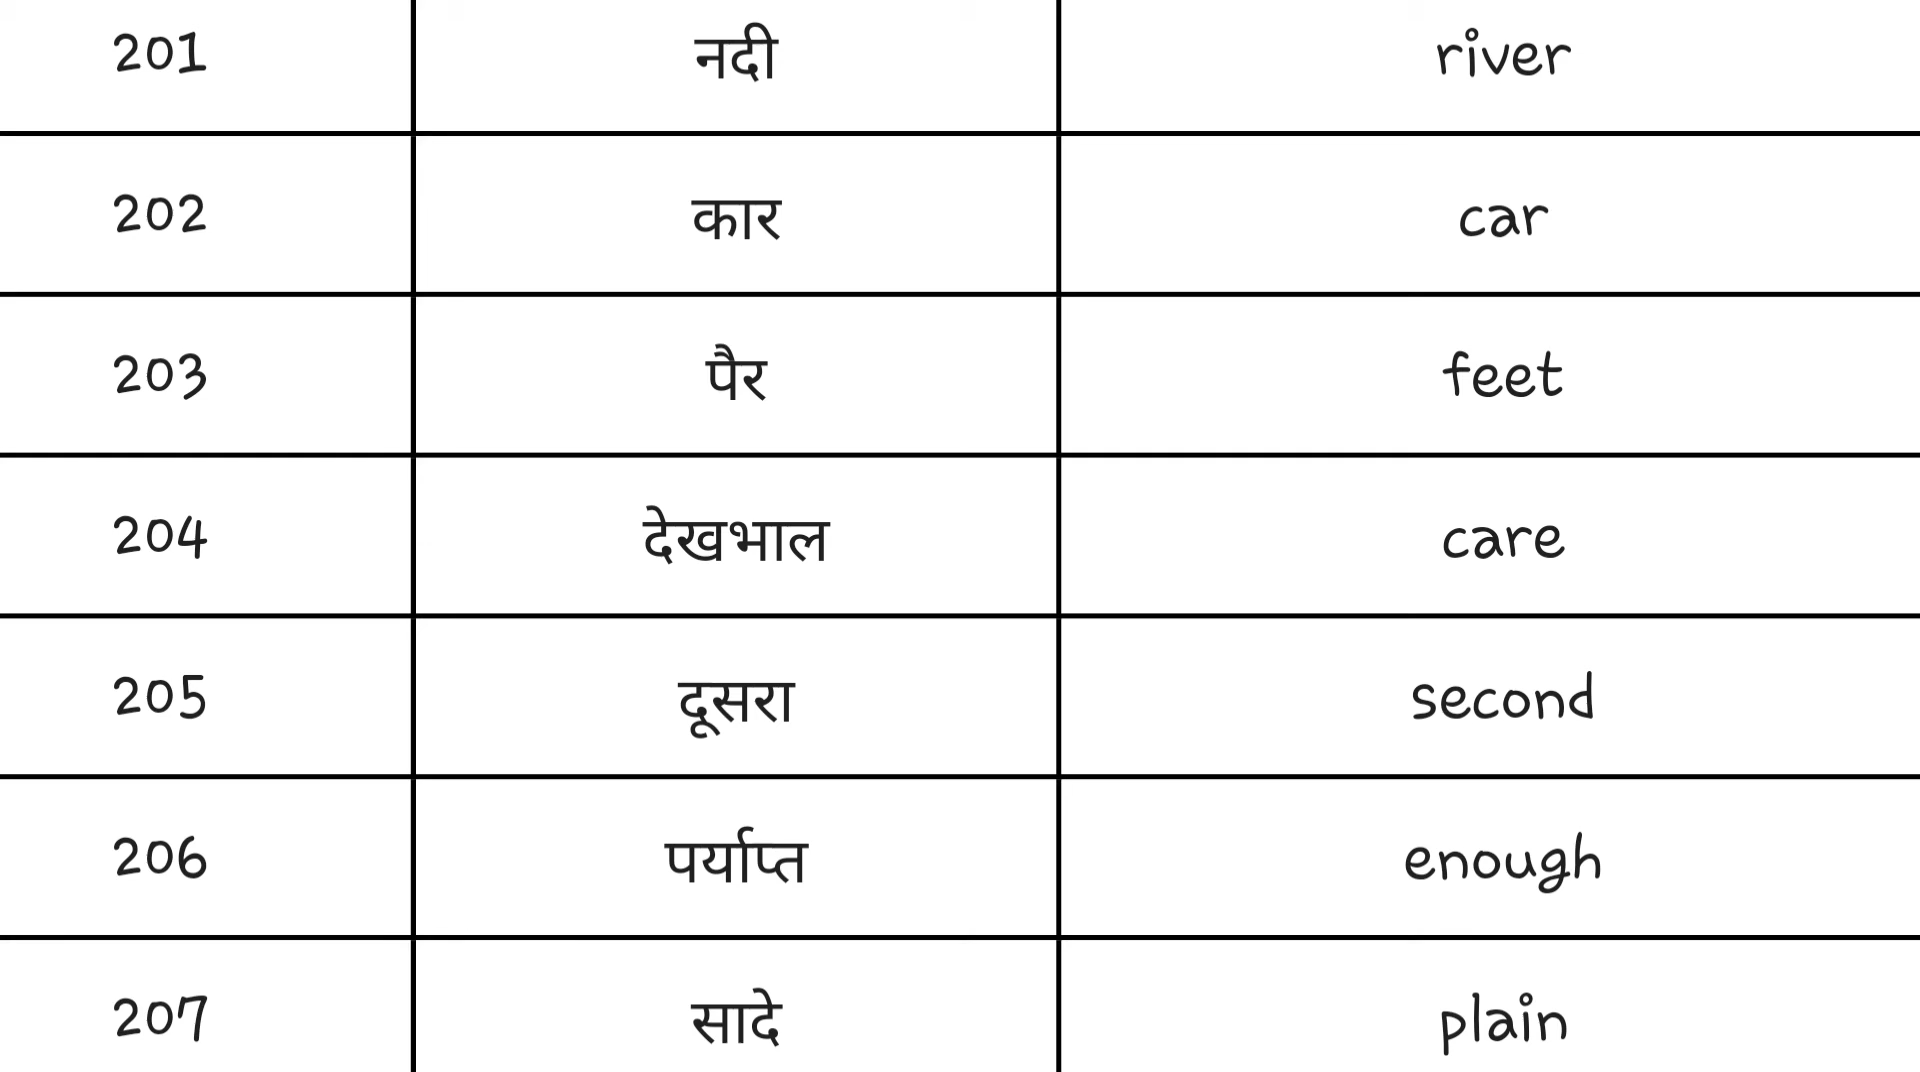 201 नदी river
202 कार car
203 पैर feet
204 देखभाल care
205 दूसरा second
206 पर्याप्त enough
207 सादे plain